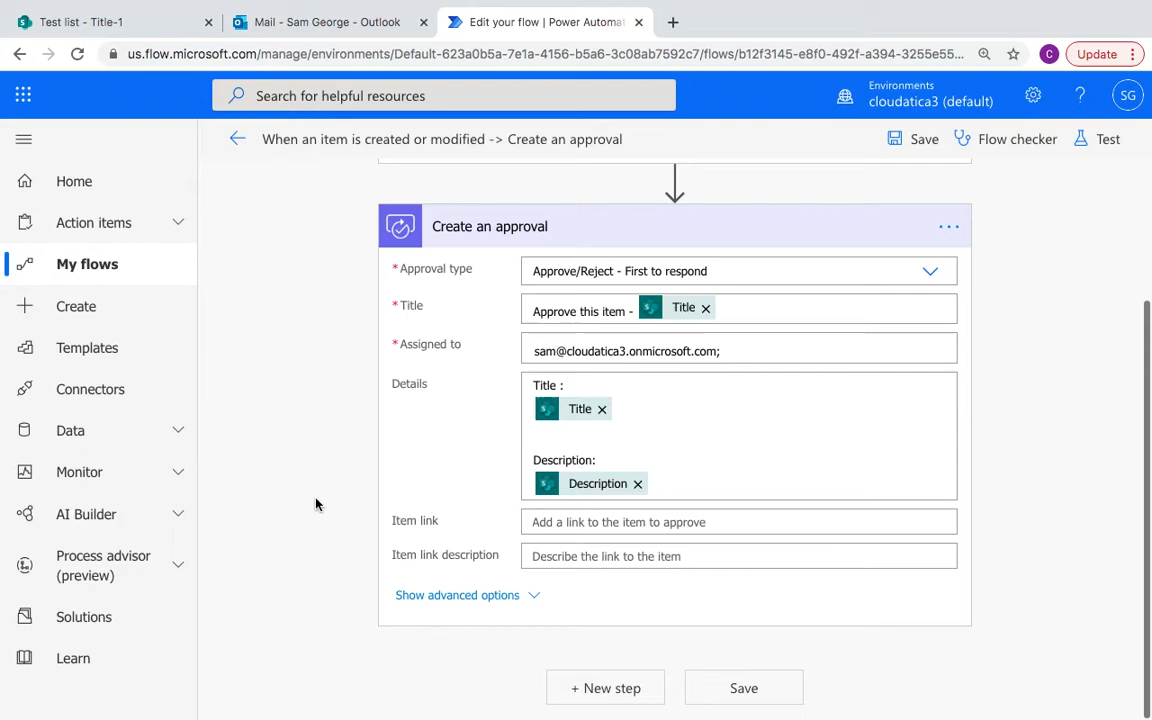 Test list - Title-1
Mail - Sam George - Outlook
Edit your flow | Power Automat
us.flow.microsoft.com/manage/environments/Default-623a0b5a-7e1a-4156-b5a6-3c08ab7592c7/flows/b12f3145-e8f0-492f-a394-3255e55...
C
Update
Search for helpful resources
Environments
cloudatica3 (default)
?
SG
When an item is created or modified -> Create an approval
Save
Flow checker
Test
Home
Action items
My flows
Create
Templates
Connectors
Data
Monitor
AI Builder
Process advisor
(preview)
Solutions
Learn
Create an approval
...
* Approval type
Approve/Reject - First to respond
* Title
Approve this item - Title
* Assigned to
sam@cloudatica3.onmicrosoft.com;
Details
Title :
Title
Description:
Description
Item link
Add a link to the item to approve
Item link description
Describe the link to the item
Show advanced options
+ New step
Save